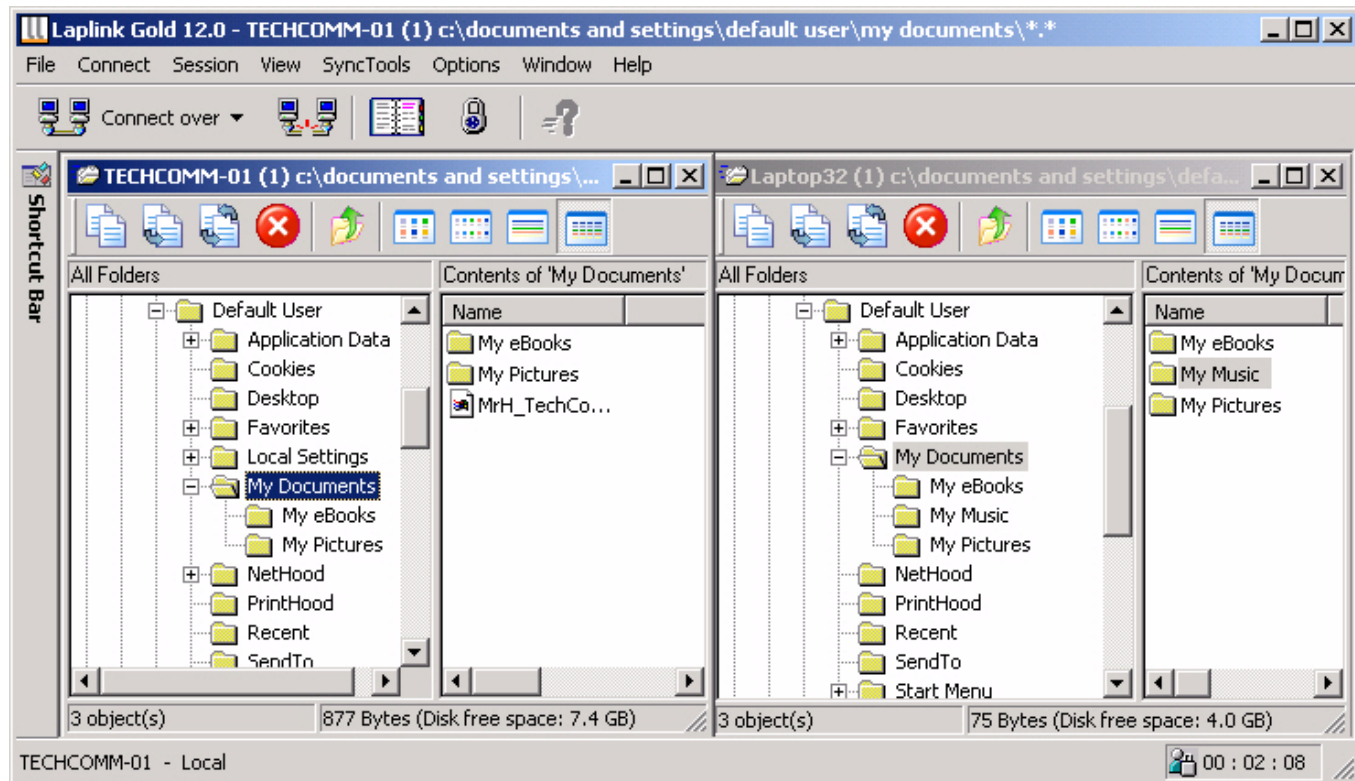 Laplink Gold 12.0 - TECHCOMM-01 (1) c:\documents and settings\default user\my documents\*.*
File Connect Session View SyncTools Options Window Help
Connect over
Shortcut Bar
TECHCOMM-01 (1) c:\documents and settings\...
All Folders
Contents of 'My Documents'
Default User
Application Data
Cookies
Desktop
Favorites
Local Settings
My Documents
My eBooks
My Pictures
NetHood
PrintHood
Recent
SendTo
Name
My eBooks
My Pictures
MrH_TechCo...
3 object(s)
877 Bytes (Disk free space: 7.4 GB)
Laptop32 (1) c:\documents and settings\defa...
All Folders
Contents of 'My Docum
Default User
Application Data
Cookies
Desktop
Favorites
My Documents
My eBooks
My Music
My Pictures
NetHood
PrintHood
Recent
SendTo
Start Menu
Name
My eBooks
My Music
My Pictures
3 object(s)
75 Bytes (Disk free space: 4.0 GB)
TECHCOMM-01 - Local
00 : 02 : 08